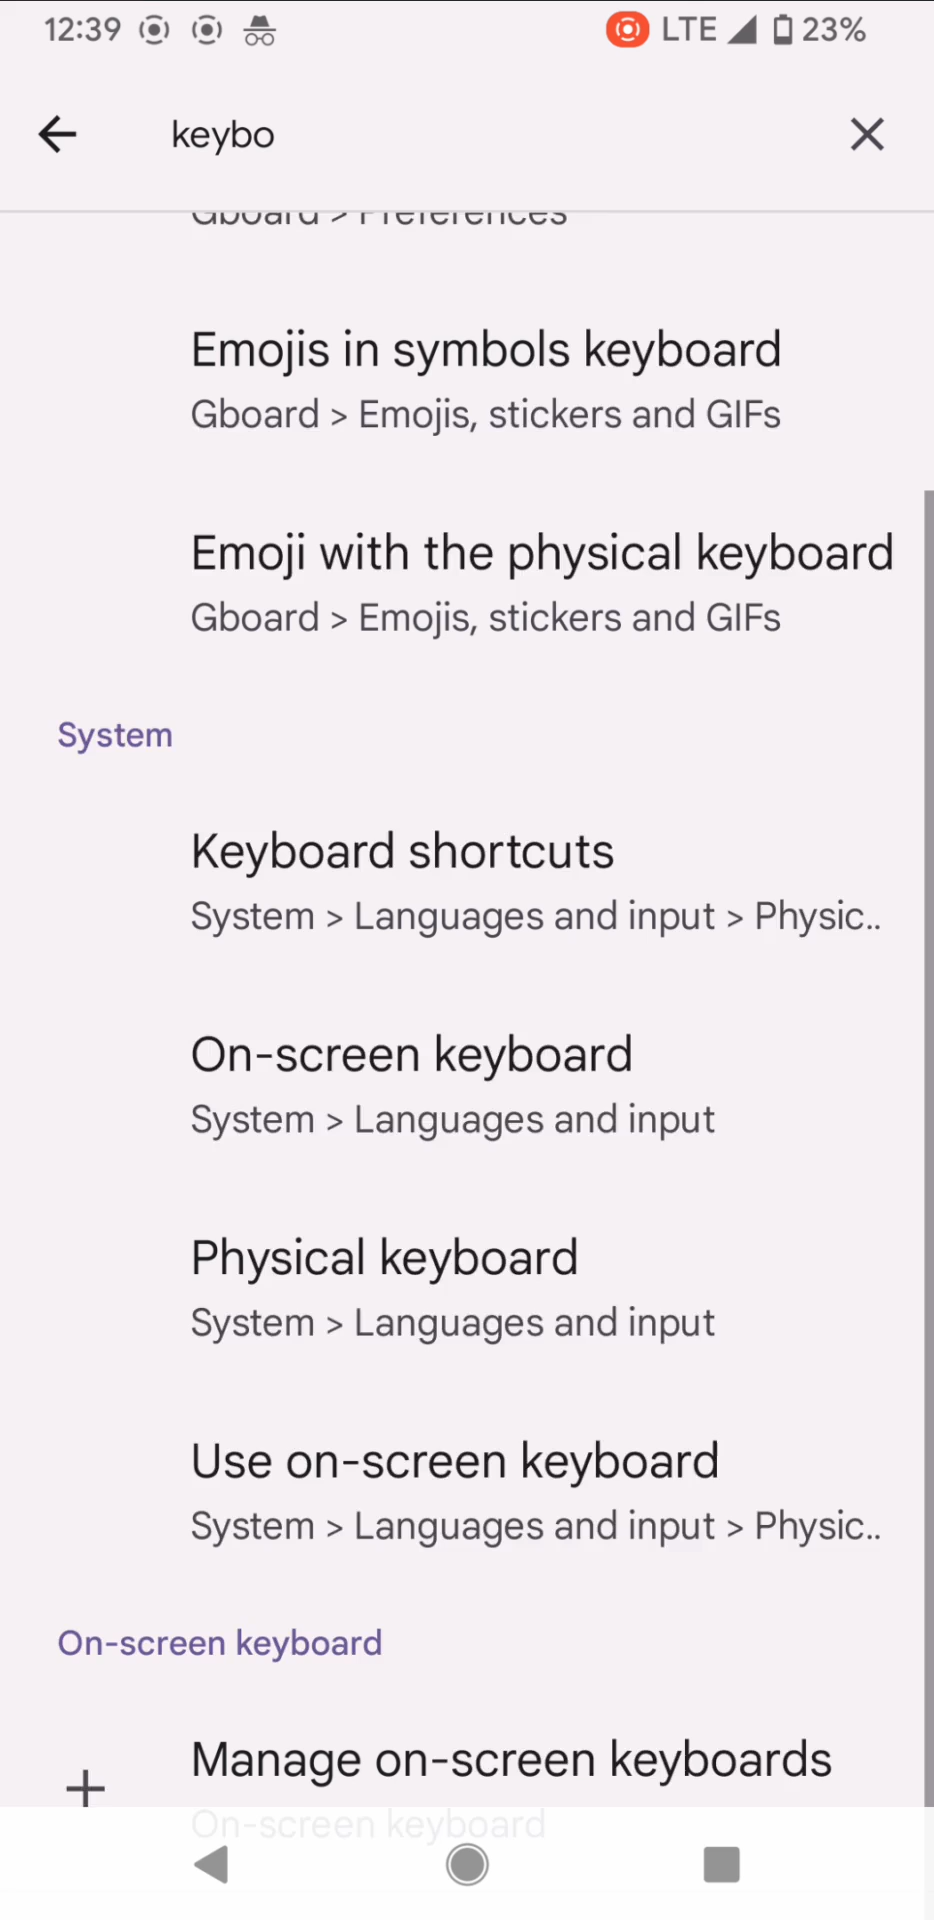 12:39 LTE 23%
keybo
Gboard > Preferences
Emojis in symbols keyboard
Gboard > Emojis, stickers and GIFs
Emoji with the physical keyboard
Gboard > Emojis, stickers and GIFs
System
Keyboard shortcuts
System > Languages and input > Physic..
On-screen keyboard
System > Languages and input
Physical keyboard
System > Languages and input
Use on-screen keyboard
System > Languages and input > Physic..
On-screen keyboard
Manage on-screen keyboards
On-screen keyboard